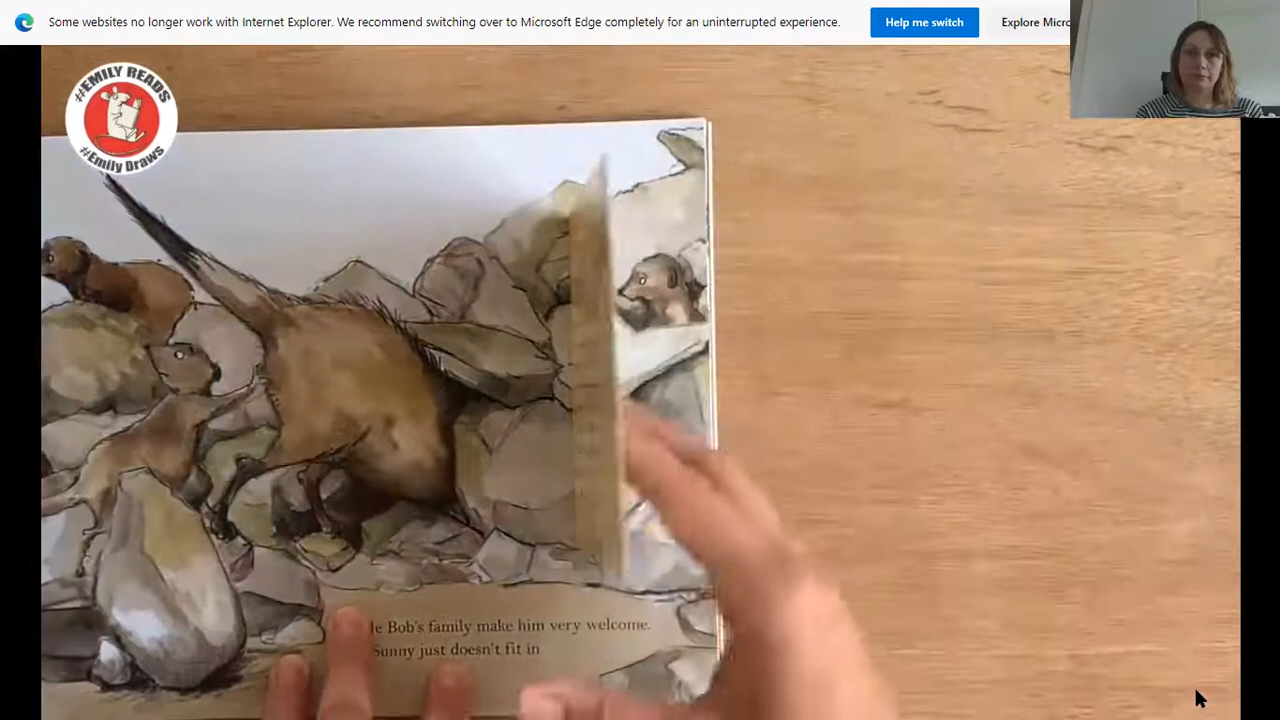 Some websites no longer work with Internet Explorer. We recommend switching over to Microsoft Edge completely for an uninterrupted experience.
Help me switch
Explore Micro
#EMILY READS
#Emily Draws
le Bob's family make him very welcome.
Sunny just doesn't fit in